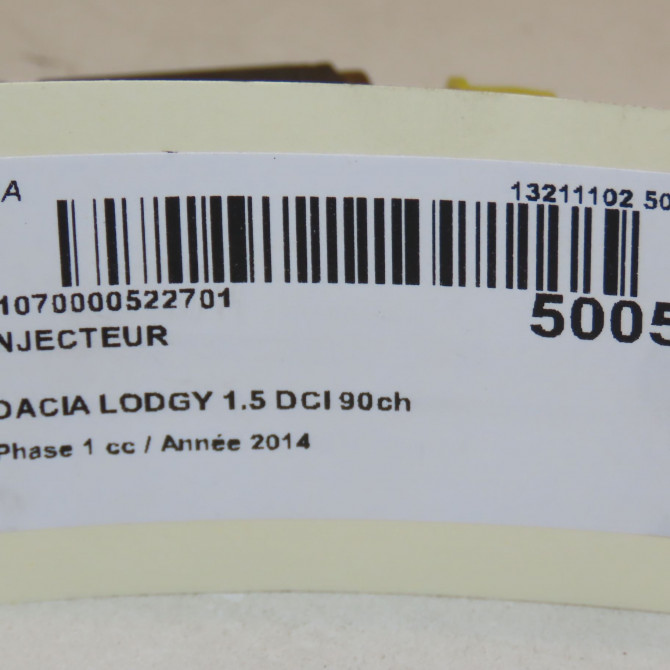 A 13211102 50
1070000522701
5005
NJECTEUR
DACIA LODGY 1.5 DCI 90ch
Phase 1 cc / Année 2014